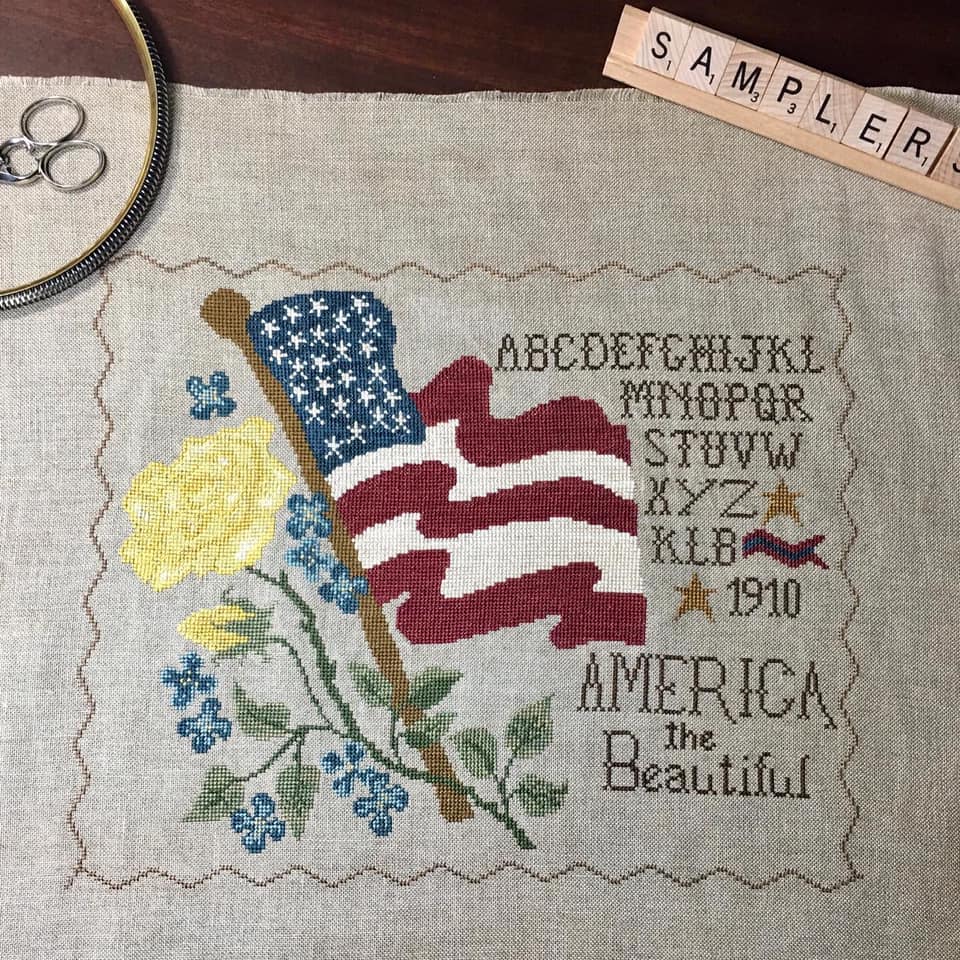 SAMPLERS
ABCDEFGHIJKL
MNOPQR
STUVW
XYZ
KLB
1910
AMERICA
the
Beautiful